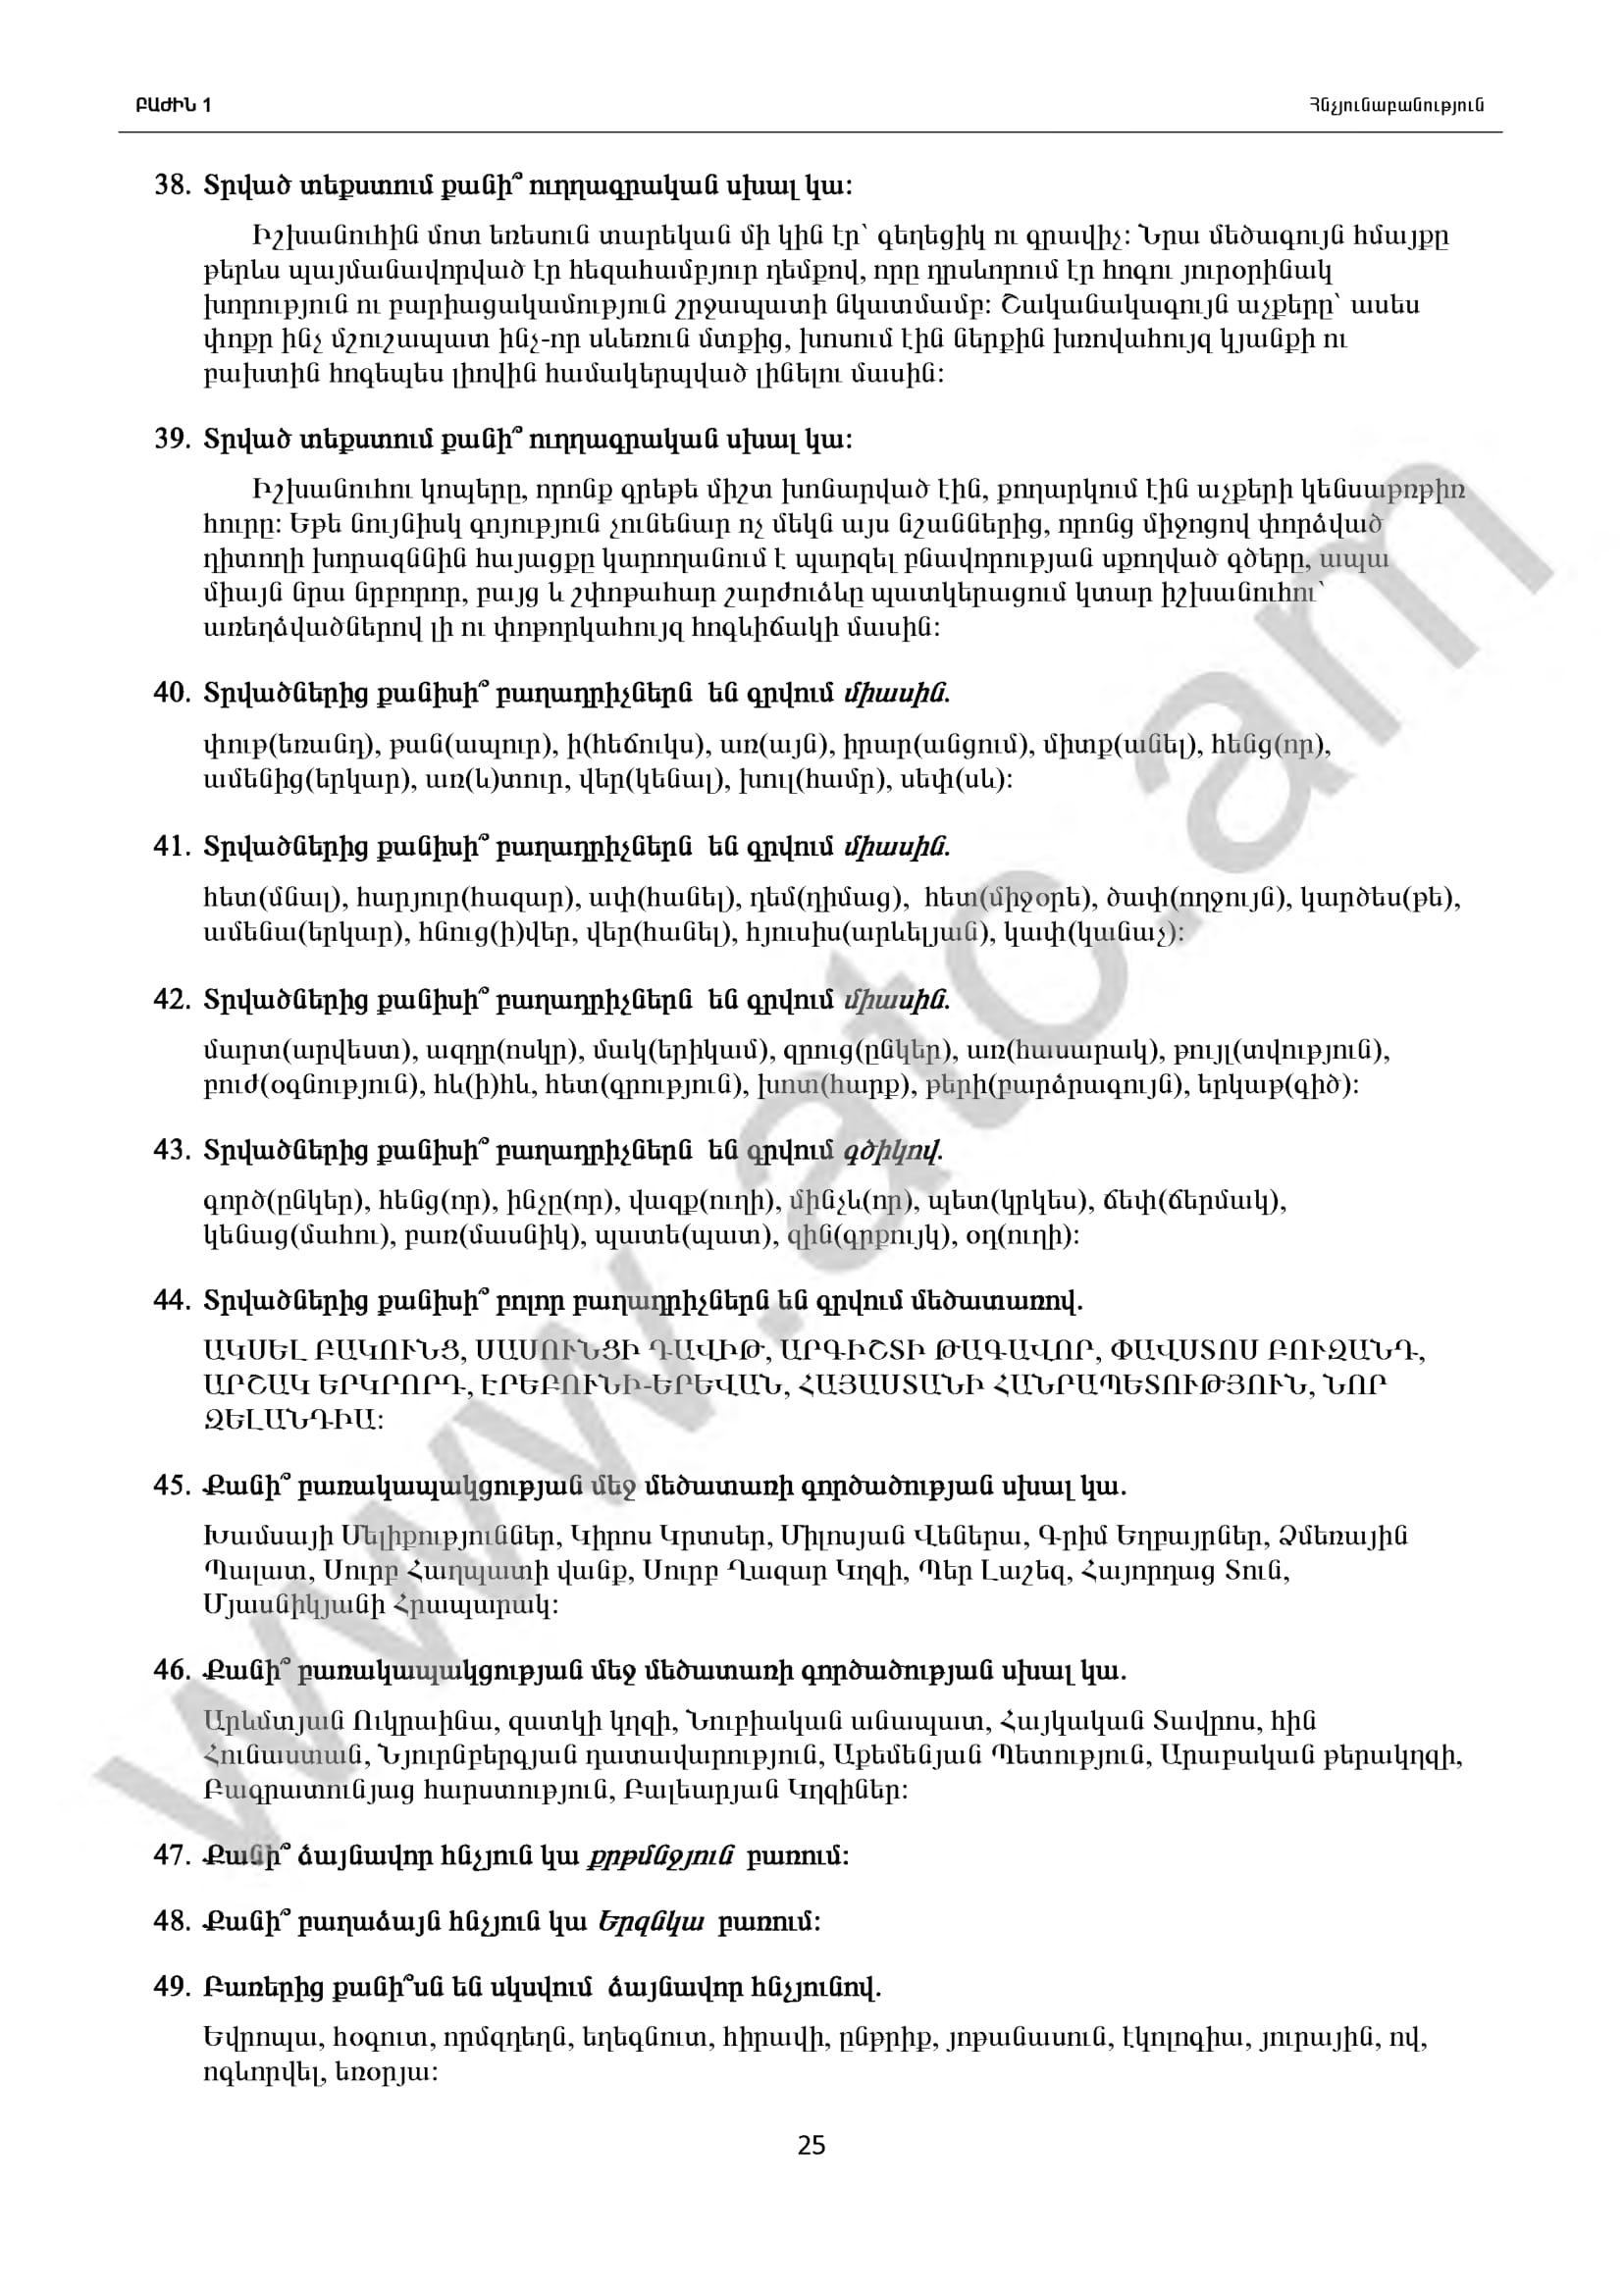 ԲԱԺԻՆ 1
Հնչյունաբանություն
38. Տրված տեքստում քանի՞ ուղղագրական սխալ կա:
Իշխանուհին մոտ եռեսուն տարեկան մի կին էր՝ գեղեցիկ ու գրավիչ: Նրա մեծագույն հմայքը
թերևս պայմանավորված էր հեզահամբյուր դեմքով, որը դրսևորում էր հոգու յուրօրինակ
խորություն ու բարիացակամություն շրջապատի նկատմամբ: Շականակագույն աչքերը՝ ասես
փոքր ինչ մշուշապատ ինչ-որ սևեռուն մտքից, խոսում էին ներքին խռովահույզ կյանքի ու
բախտին հոգեպես լիովին համակերպված լինելու մասին:
39. Տրված տեքստում քանի՞ ուղղագրական սխալ կա:
Իշխանուհու կոպերը, որոնք գրեթե միշտ խոնարված էին, քողարկում էին աչքերի կենսաթռթիռ
հուրը: Եթե նույնիսկ գոյություն չունենար ոչ մեկն այս նշաններից, որոնց միջոցով փորձված
դիտողի խորազննին հայացքը կարողանում է պարզել բնավորության սքողված գծերը, ապա
միայն նրա նրբորոր, բայց և շփոթահար շարժուձևը պատկերացում կտար իշխանուհու՝
առեղձվածներով լի ու փոթորկահույզ հոգևիճակի մասին:
40. Տրվածներից քանիսի՞ բաղադրիչներն են գրվում միասին.
փութ(եռանդ), բան(ապուր), ի(հեճուկս), առ(այն), իրար(անցում), միտք(անել), հենց(որ),
ամենից(երկար), առ(և)տուր, վեր(կենալ), խուլ(համր), սեփ(սև):
41. Տրվածներից քանիսի՞ բաղադրիչներն են գրվում միասին.
հետ(մնալ), հարյուր(հազար), ափ(հանել), դեմ(դիմաց), հետ(միջօրե), ծափ(ողջույն), կարծես(թե),
ամենա(երկար), հնուց(ի)վեր, վեր(հանել), հյուսիս(արևելյան), կափ(կանաչ):
42. Տրվածներից քանիսի՞ բաղադրիչներն են գրվում միասին.
մարտ(արվեստ), ազդր(ոսկր), մակ(երիկամ), զրուց(ընկեր), առ(հասարակ), թույլ(տվություն),
բուժ(օգնություն), հև(ի)հև, հետ(գրություն), խոտ(հարք), թերի(բարձրագույն), երկաթ(գիծ):
43. Տրվածներից քանիսի՞ բաղադրիչներն են գրվում գծիկով.
գործ(ընկեր), հենց(որ), ինչը(որ), վազք(ուղի), մինչև(որ), պետ(կրկես), ճեփ(ճերմակ),
կենաց(մահու), բառ(մասնիկ), պատե(պատ), զին(գրքույկ), օդ(ուղի):
44. Տրվածներից քանիսի՞ բոլոր բաղադրիչներն են գրվում մեծատառով.
ԱԿՍԵԼ ԲԱԿՈՒՆՑ, ՍԱՍՈՒՆՑԻ ԴԱՎԻԹ, ԱՐԳԻՇՏԻ ԹԱԳԱՎՈՐ, ՓԱՎՍՏՈՍ ԲՈՒԶԱՆԴ,
ԱՐՇԱԿ ԵՐԿՐՈՐԴ, ԷՐԵԲՈՒՆԻ-ԵՐԵՎԱՆ, ՀԱՅԱՍՏԱՆԻ ՀԱՆՐԱՊԵՏՈՒԹՅՈՒՆ, ՆՈՐ
ԶԵԼԱՆԴԻԱ:
45. Քանի՞ բառակապակցության մեջ մեծատառի գործածության սխալ կա.
Խամսայի Մելիքություններ, Կիրոս Կրտսեր, Միլոսյան Վեներա, Գրիմ Եղբայրներ, Ձմեռային
Պալատ, Սուրբ Հաղպատի վանք, Սուրբ Ղազար Կղզի, Պեր Լաշեզ, Հայորդաց Տուն,
Մյասնիկյանի Հրապարակ:
46. Քանի՞ բառակապակցության մեջ մեծատառի գործածության սխալ կա.
Արևմտյան Ուկրաինա, զատկի կղզի, Նուբիական անապատ, Հայկական Տավրոս, հին
Հունաստան, Նյուրնբերգյան դատավարություն, Աքեմենյան Պետություն, Արաբական թերակղզի,
Բագրատունյաց հարստություն, Բալեարյան Կղզիներ:
47. Քանի՞ ձայնավոր հնչյուն կա քրթմնջյուն բառում:
48. Քանի՞ բաղաձայն հնչյուն կա Երզնկա բառում:
49. Բառերից քանի՞սն են սկսվում ձայնավոր հնչյունով.
Եվրոպա, հօգուտ, որմզդեղն, եղեգնուտ, հիրավի, ընթրիք, յոթանասուն, էկոլոգիա, յուրային, ով,
ոգևորվել, եռօրյա:
25
www.atc.am